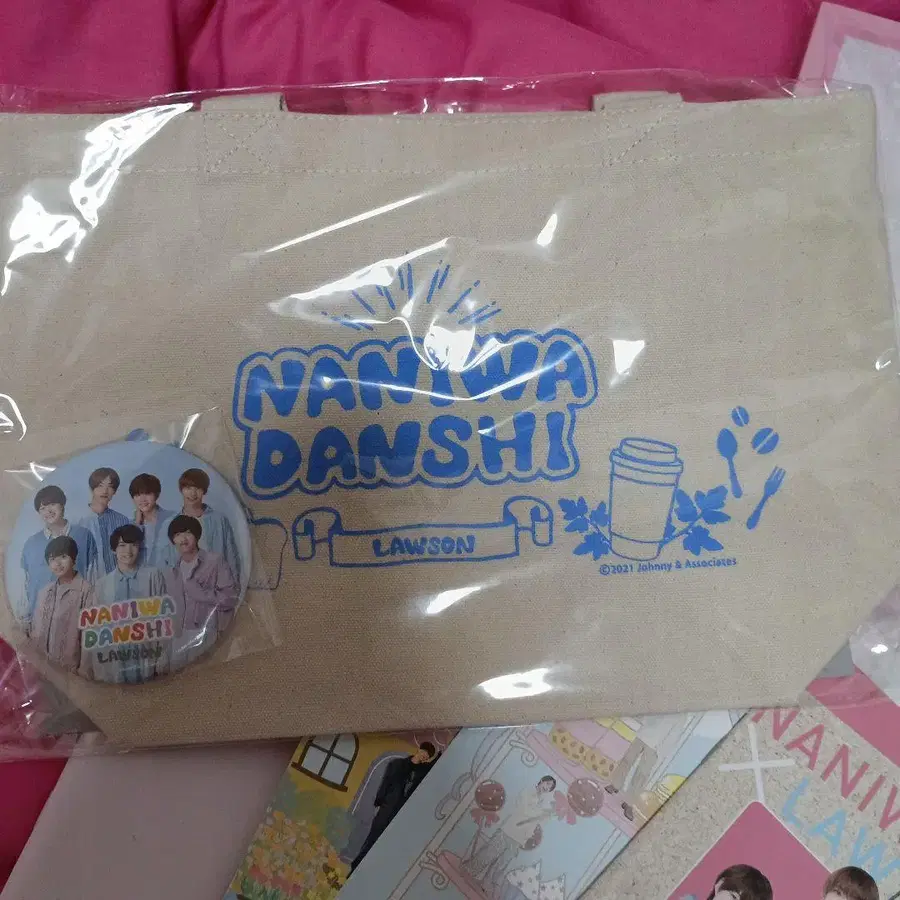 NANIWA
DANSHI
LAWSON
©2021 Johnny & Associates
NANIWA
DANSHI
LAWSON
NANIW
×
LAW